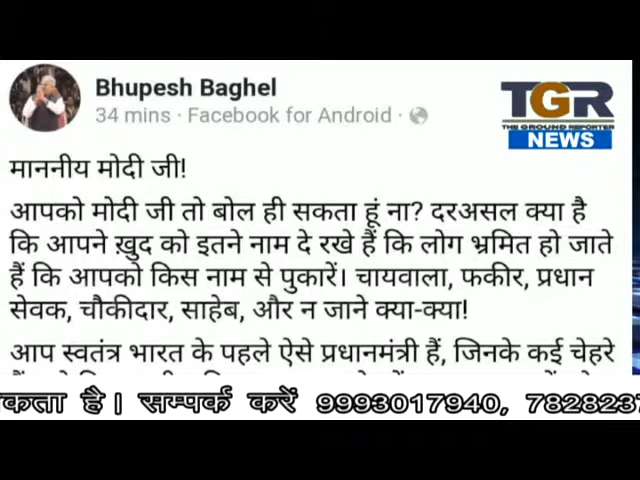 Bhupesh Baghel
34 mins · Facebook for Android ·
TGR
THE GROUND REPORTER
NEWS
माननीय मोदी जी!
आपको मोदी जी तो बोल ही सकता हूं ना? दरअसल क्या है
कि आपने ख़ुद को इतने नाम दे रखे हैं कि लोग भ्रमित हो जाते
हैं कि आपको किस नाम से पुकारें। चायवाला, फकीर, प्रधान
सेवक, चौकीदार, साहेब, और न जाने क्या-क्या!
आप स्वतंत्र भारत के पहले ऐसे प्रधानमंत्री हैं, जिनके कई चेहरे
कता है। सम्पर्क करें 9993017940, 782823